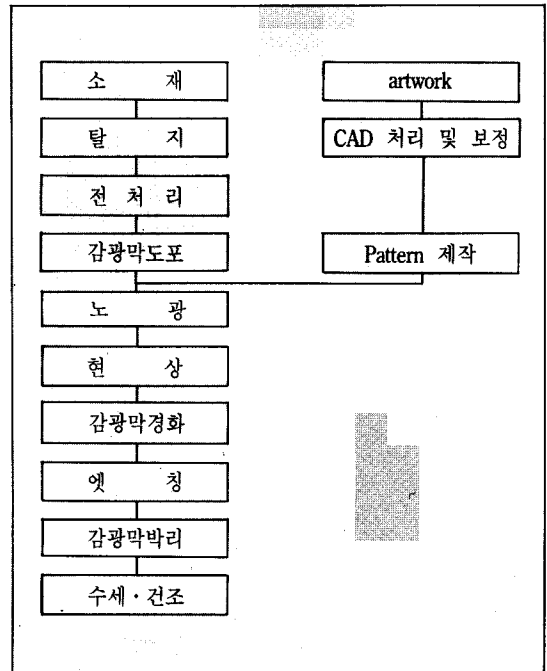 소 재
탈 지
전 처 리
감광막도포
노 광
현 상
감광막경화
엣 칭
감광막박리
수세·건조
artwork
CAD 처리 및 보정
Pattern 제작